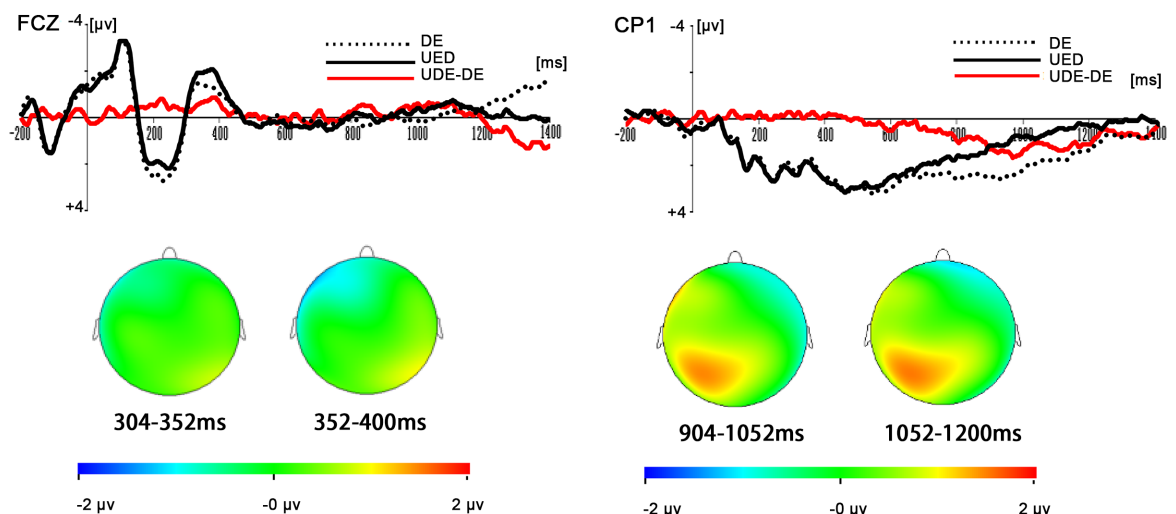 FCZ
-4
[μv]
DE
UED
UDE-DE
[ms]
-200 200 400 600 800 1000 1200 1400
+4
CP1
-4
[μv]
DE
UED
UDE-DE
[ms]
-200 200 400 600 800 1000
+4
304-352ms
352-400ms
904-1052ms
1052-1200ms
-2 μv -0 μv 2 μv
-2 μv -0 μv 2 μv